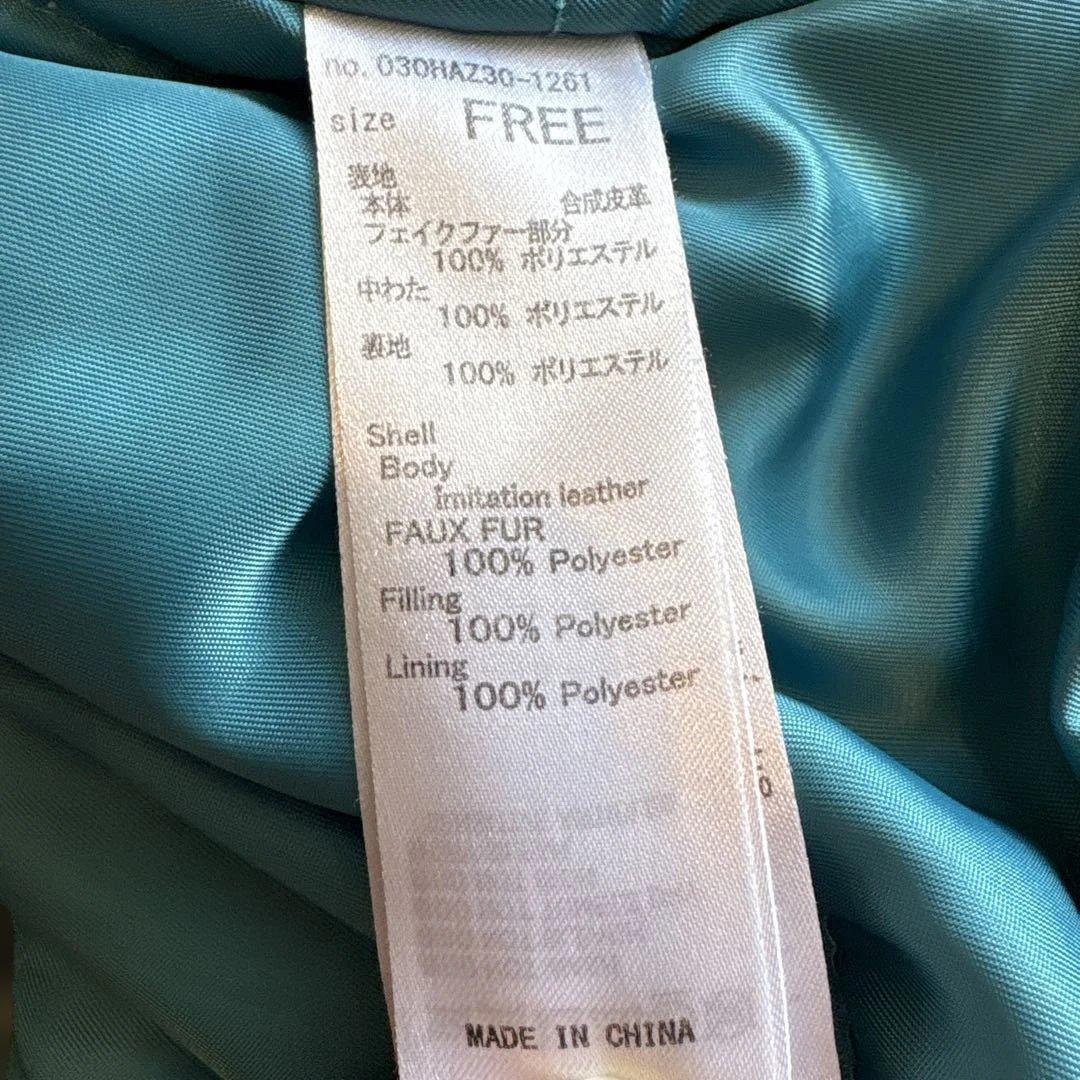 no. 030HAZ30-1261
size FREE
表地
本体 合成皮革
フェイクファー部分
100% ポリエステル
中わた
100% ポリエステル
裏地
100% ポリエステル
Shell
Body
Imitation leather
FAUX FUR
100% Polyester
Filling
100% Polyester
Lining
100% Polyester
MADE IN CHINA